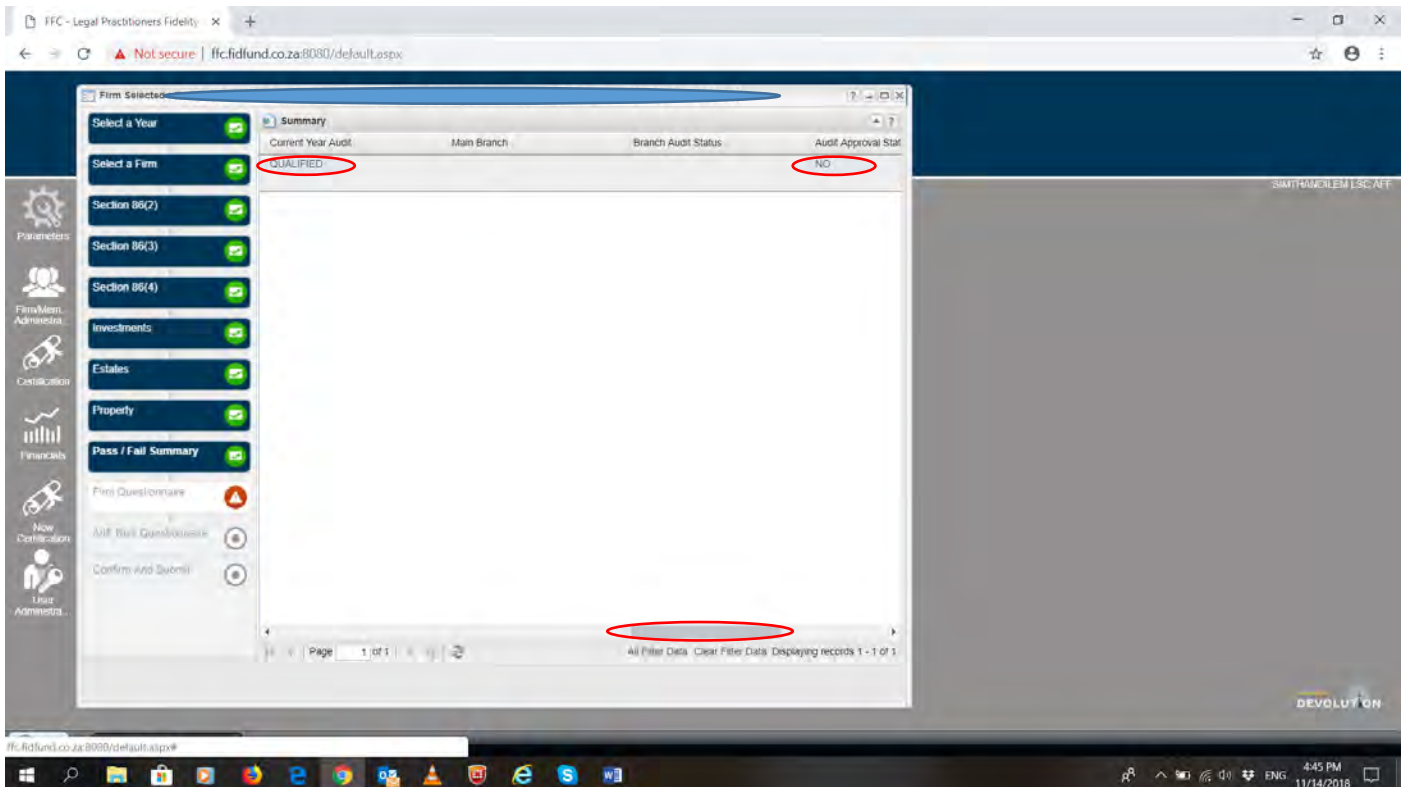 FFC - Legal Practitioners Fidelity
Not secure | ffc.fidfund.co.za:8080/default.aspx
Firm Selected
Select a Year
Summary
Current Year Audit Main Branch Branch Audit Status Audit Approval Stat
Select a Firm
QUALIFIED NO
Section 86(2)
Parameters
Section 86(3)
Section 86(4)
Firm/Mem...
Administra...
Investments
Estates
Certification
Property
Financials
Pass / Fail Summary
Firm Questionnaire
Now
Certification
Confirm And Submit
User
Administra...
Page 1 of 1
All Filter Data Clear Filter Data Displaying records 1 - 1 of 1
DEVOLUTION
ffc.fidfund.co.za:8080/default.aspx#
ENG
4:45 PM
11/14/2018